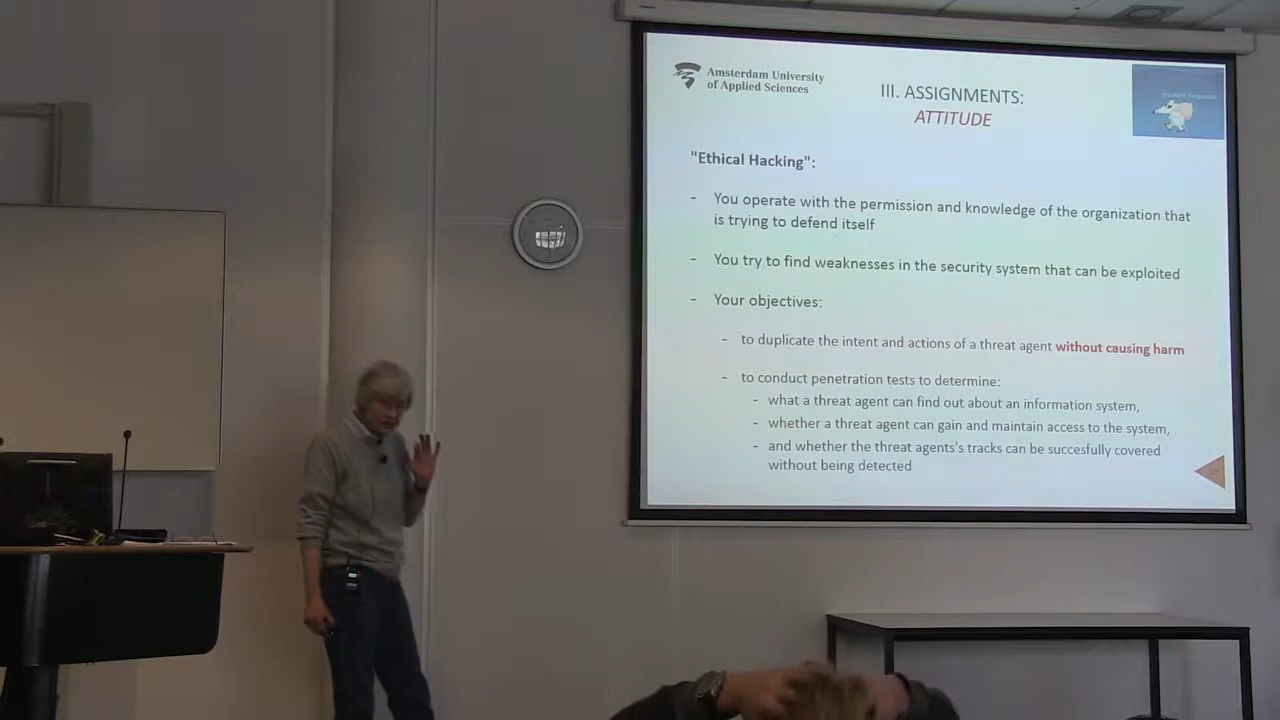 Amsterdam University
of Applied Sciences
III. ASSIGNMENTS:
ATTITUDE
Incident Response
"Ethical Hacking":
- You operate with the permission and knowledge of the organization that
is trying to defend itself
- You try to find weaknesses in the security system that can be exploited
- Your objectives:
- to duplicate the intent and actions of a threat agent without causing harm
- to conduct penetration tests to determine:
- what a threat agent can find out about an information system,
- whether a threat agent can gain and maintain access to the system,
- and whether the threat agents's tracks can be succesfully covered
without being detected